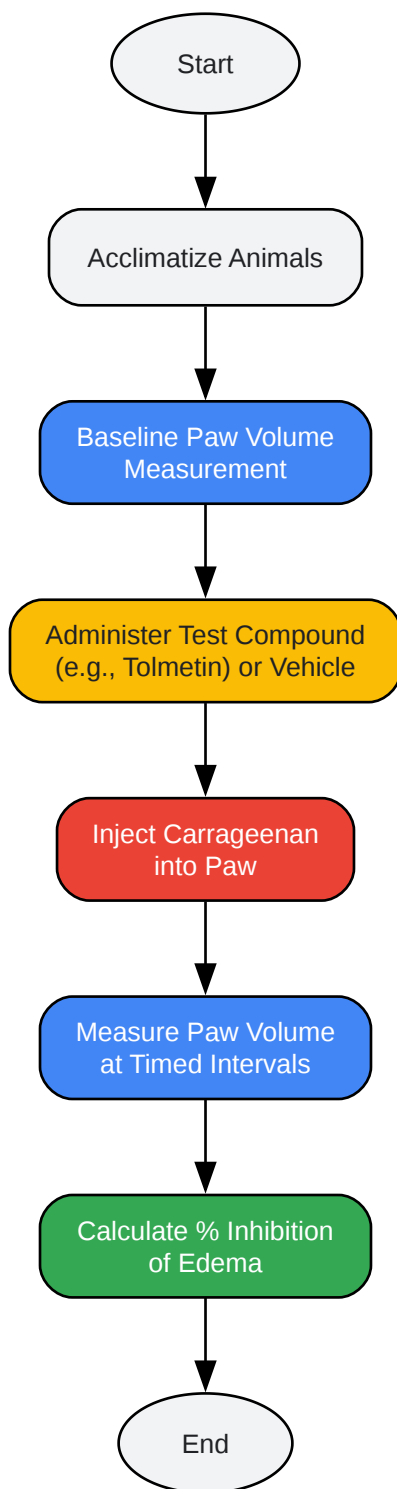 Start
Acclimatize Animals
Baseline Paw Volume
Measurement
Administer Test Compound
(e.g., Tolmetin) or Vehicle
Inject Carrageenan
into Paw
Measure Paw Volume
at Timed Intervals
Calculate % Inhibition
of Edema
End